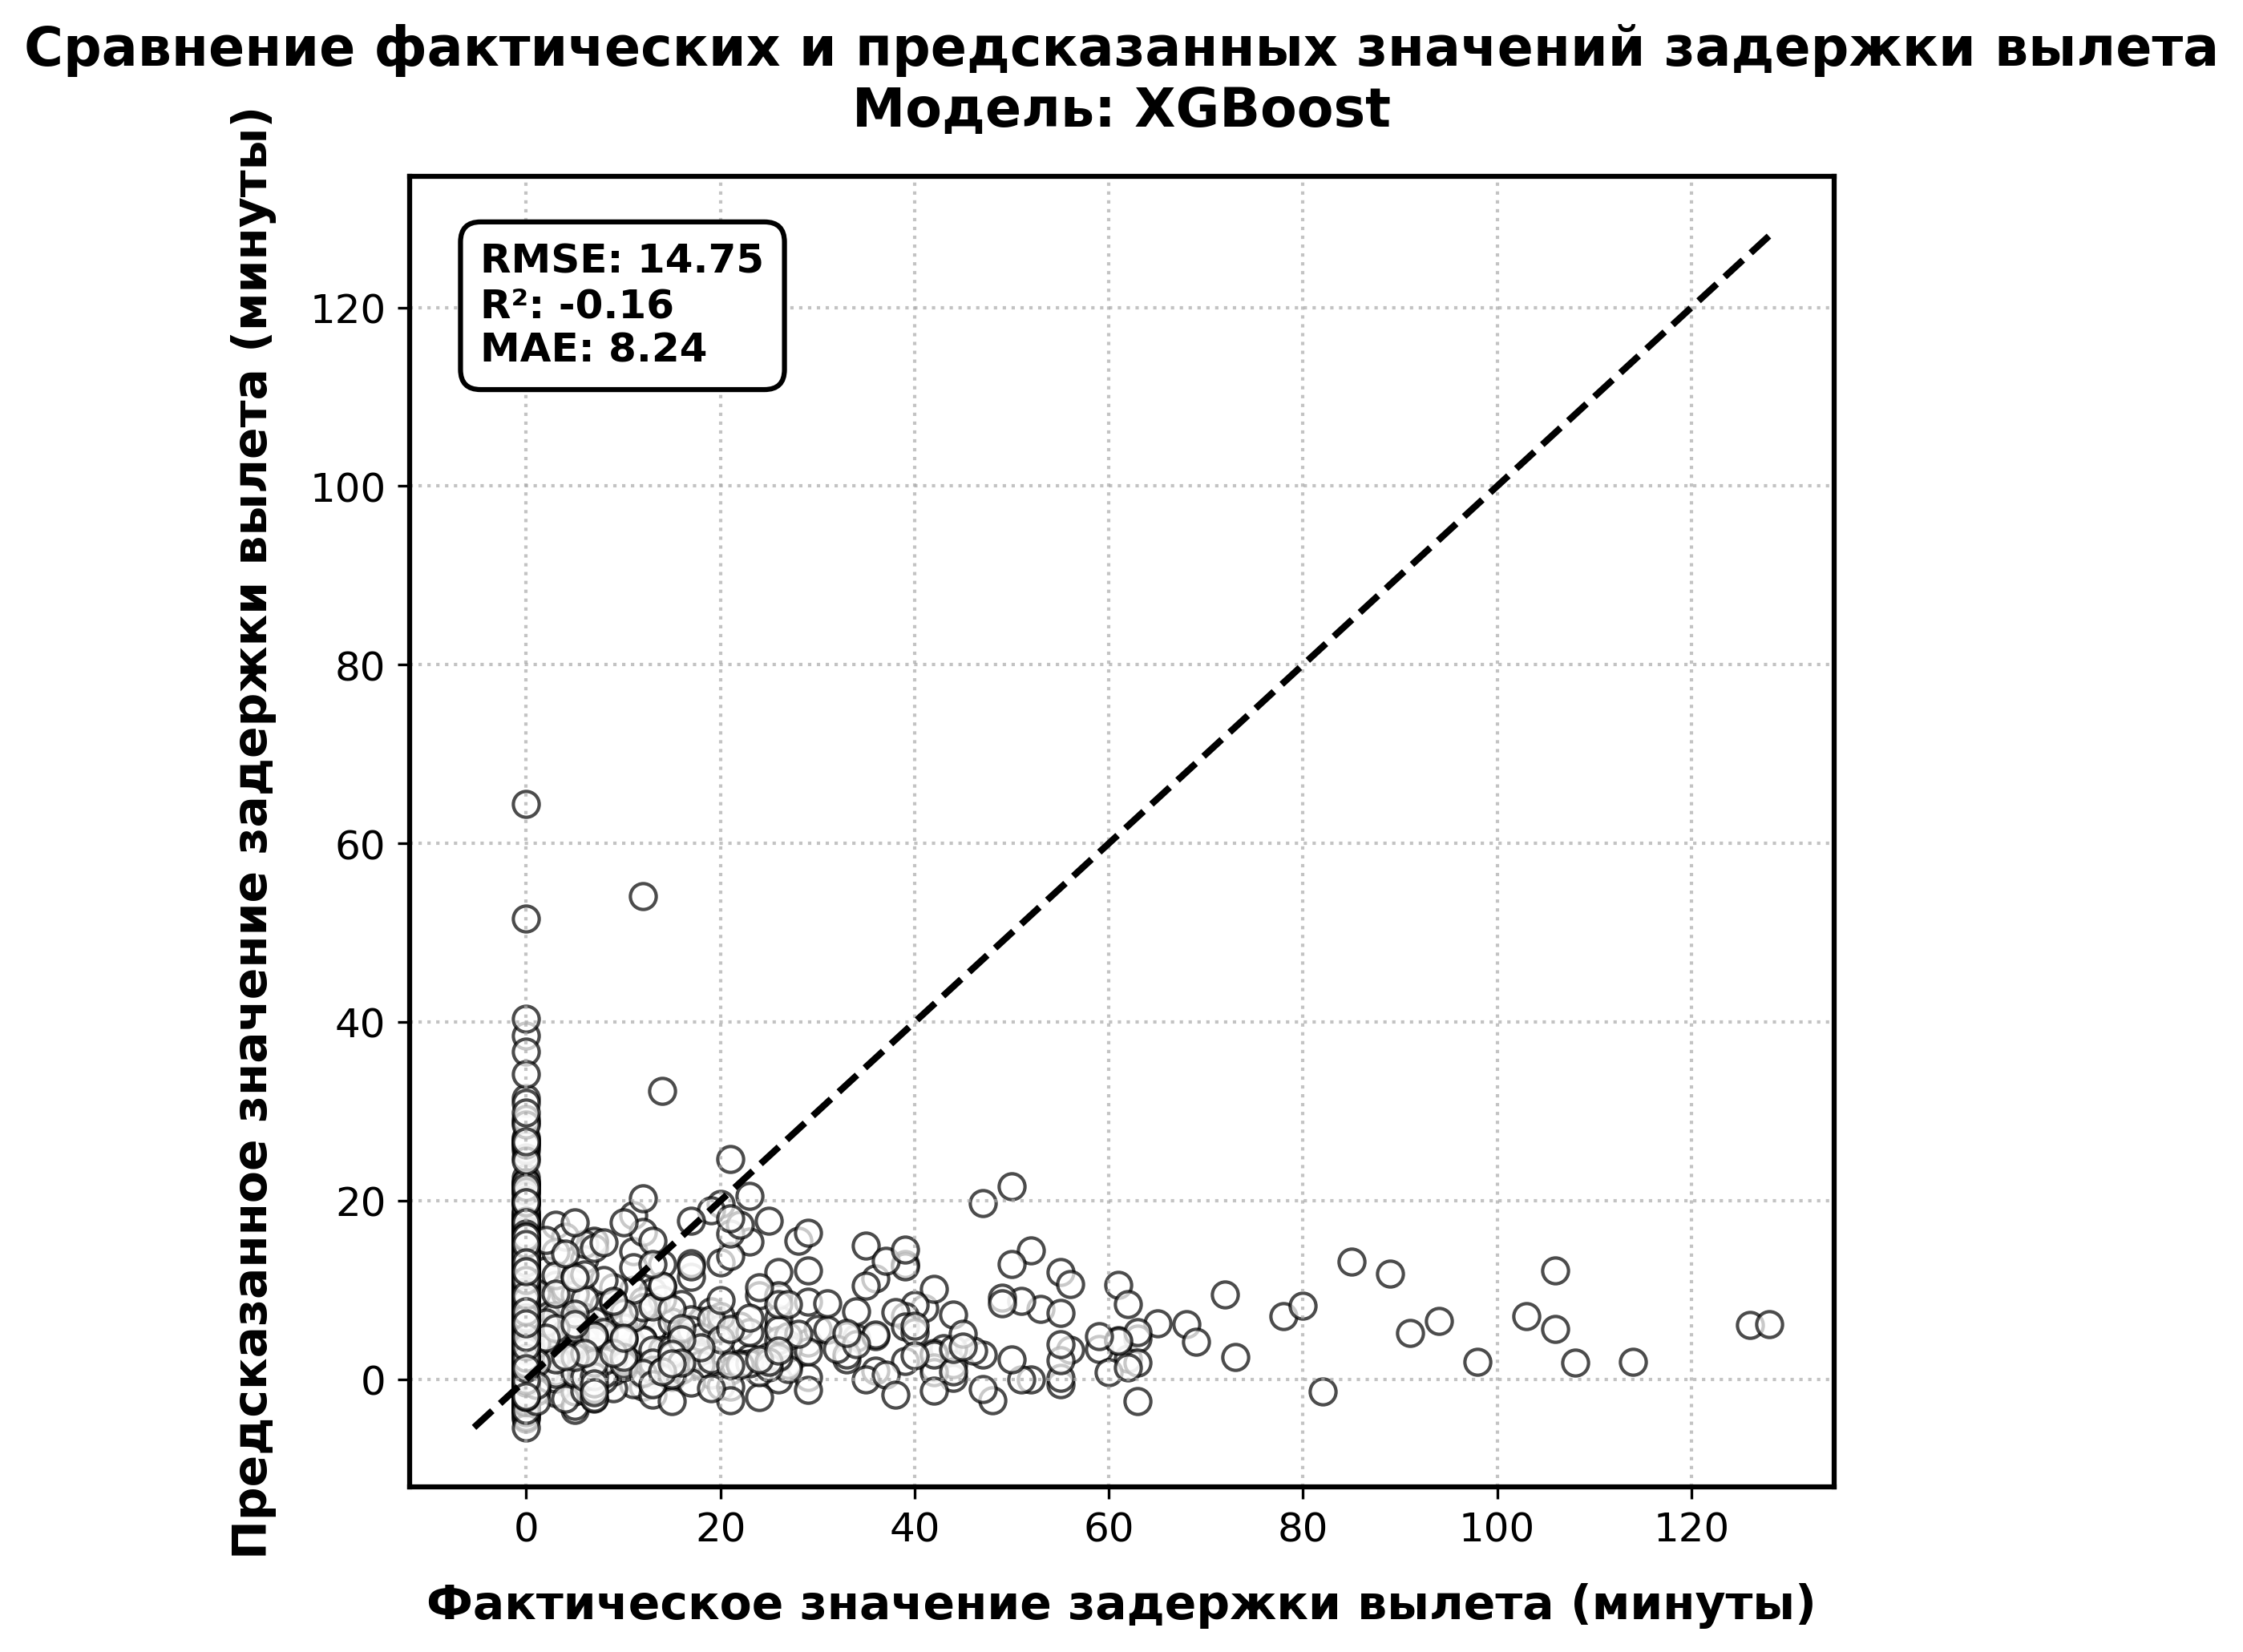 Сравнение фактических и предсказанных значений задержки вылета
Модель: XGBoost
Предсказанное значение задержки вылета (минуты)
RMSE: 14.75
R²: -0.16
MAE: 8.24
120
100
80
60
40
20
0
0 20 40 60 80 100 120
Фактическое значение задержки вылета (минуты)